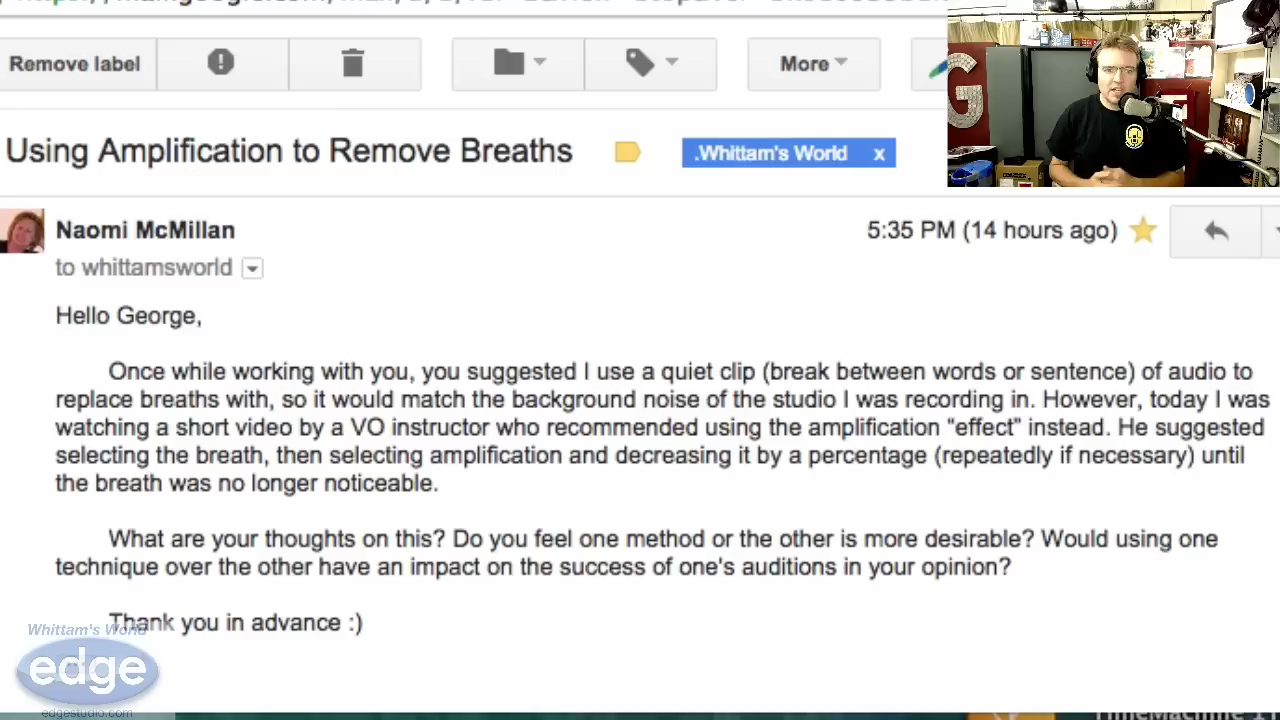 Remove label
More
Using Amplification to Remove Breaths
.Whittam's World x
G
Naomi McMillan
5:35 PM (14 hours ago)
to whittamsworld
Hello George,
Once while working with you, you suggested I use a quiet clip (break between words or sentence) of audio to
replace breaths with, so it would match the background noise of the studio I was recording in. However, today I was
watching a short video by a VO instructor who recommended using the amplification "effect" instead. He suggested
selecting the breath, then selecting amplification and decreasing it by a percentage (repeatedly if necessary) until
the breath was no longer noticeable.
What are your thoughts on this? Do you feel one method or the other is more desirable? Would using one
technique over the other have an impact on the success of one's auditions in your opinion?
Thank you in advance :)
Whittam's World
edge
edgestudio.com